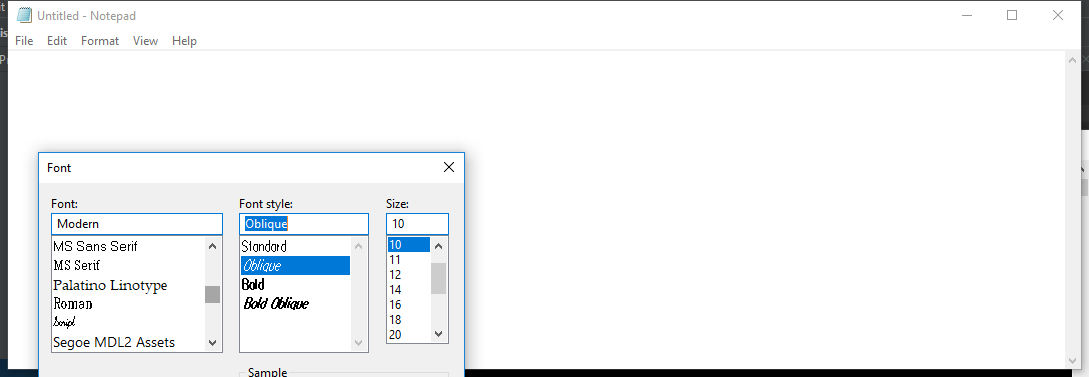 Untitled - Notepad
File Edit Format View Help
Font
Font: Font style: Size:
Modern Oblique 10
MS Sans Serif Standard 10
MS Serif Oblique 11
Palatino Linotype Bold 12
Roman Bold Oblique 14
Script 16
Segoe MDL2 Assets 18
20
Sample